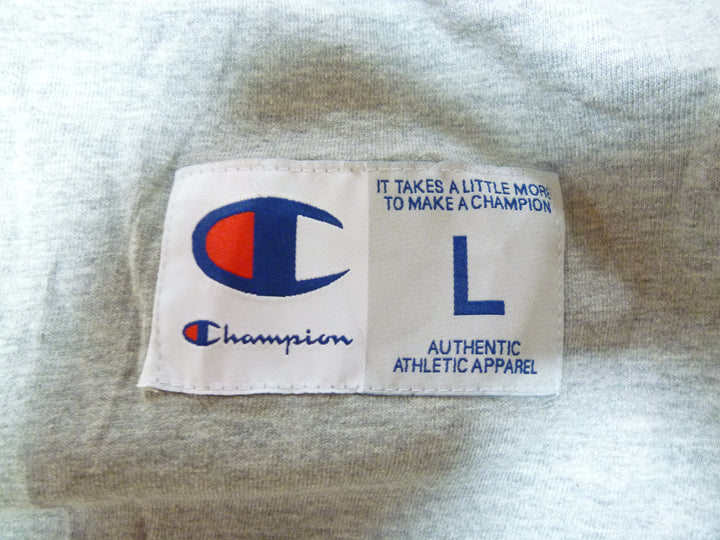 Champion
IT TAKES A LITTLE MORE
TO MAKE A CHAMPION
L
AUTHENTIC
ATHLETIC APPAREL